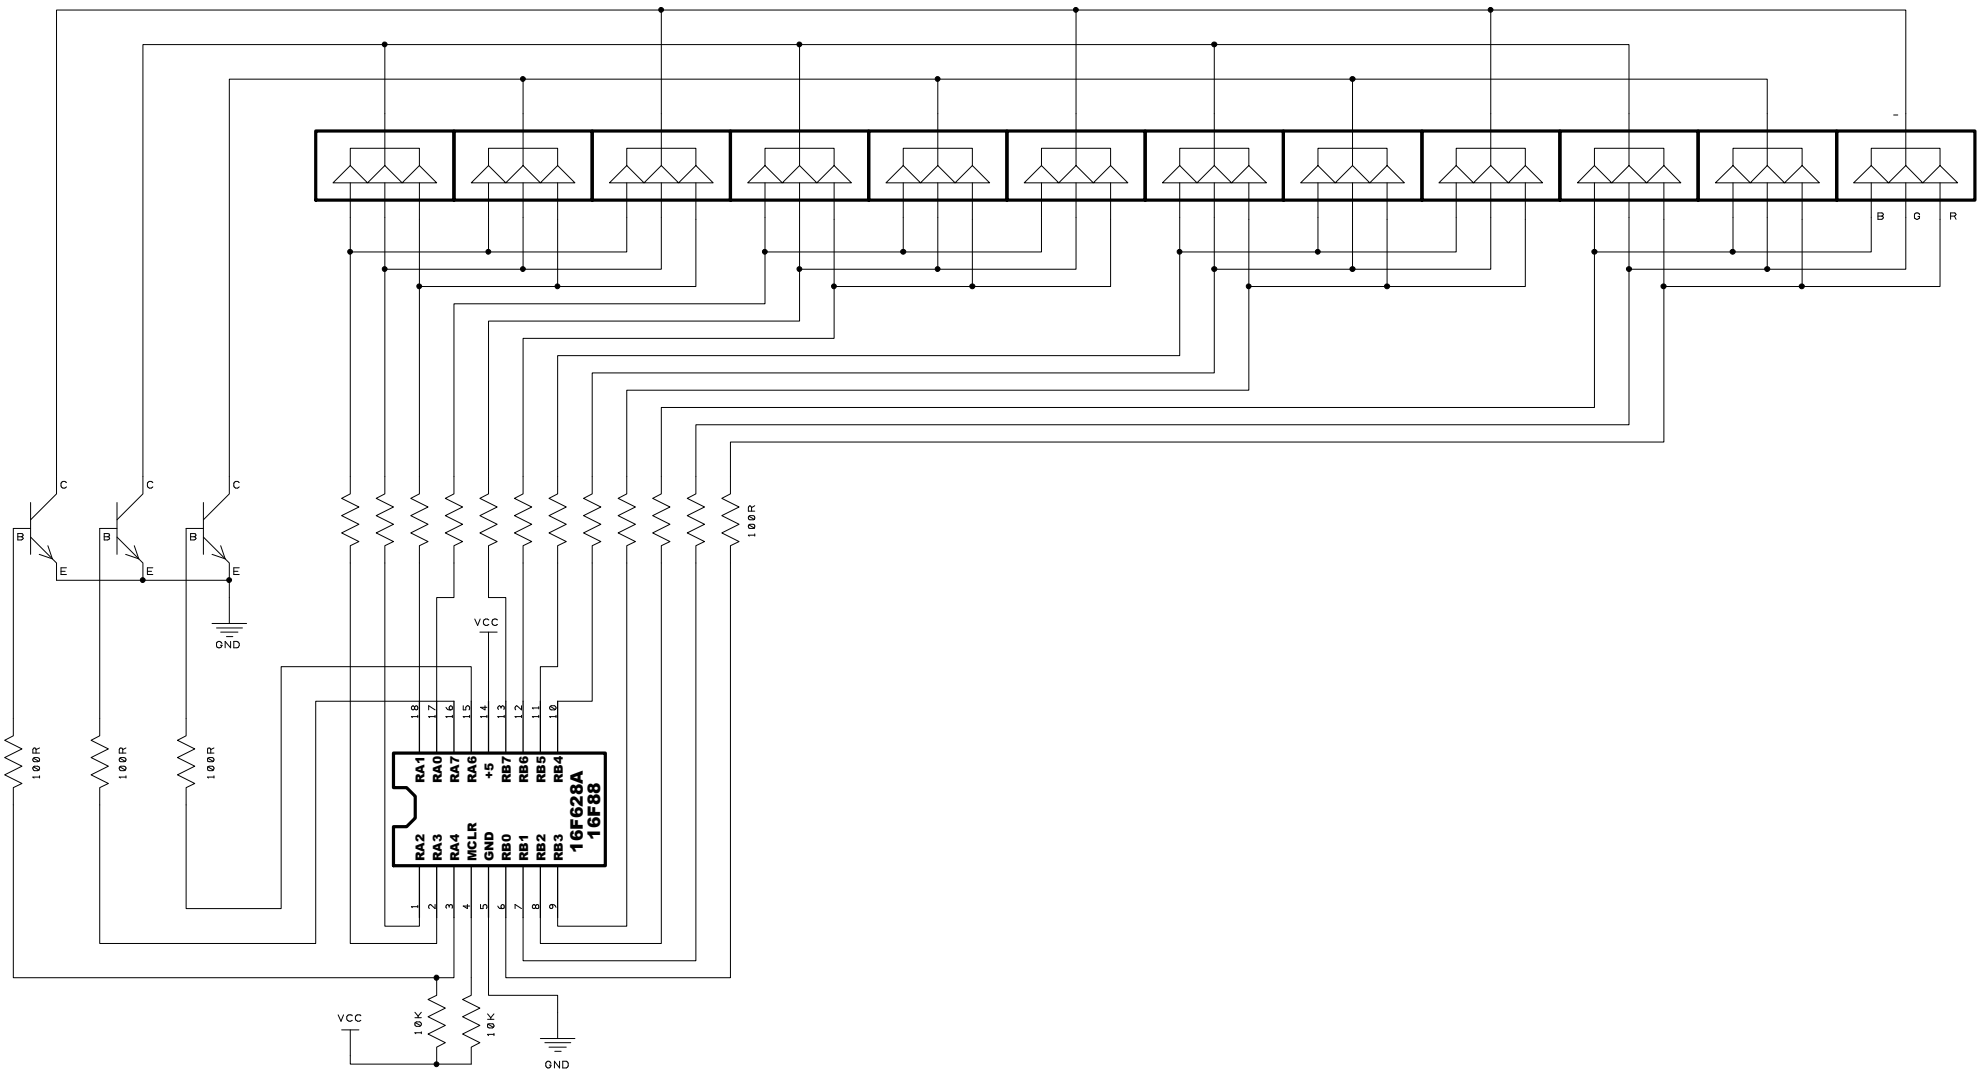 -
B G R
C C C
100R
B B B
E E E
GND
VCC
18 17 16 15 14 13 12 11 10
100R 100R 100R
RA1 RA0 RA7 RA6 +5 RB7 RB6 RB5 RB4
16F628A
16F88
RA2 RA3 RA4 MCLR GND RB0 RB1 RB2 RB3
1 2 3 4 5 6 7 8 9
VCC
10K 10K
GND